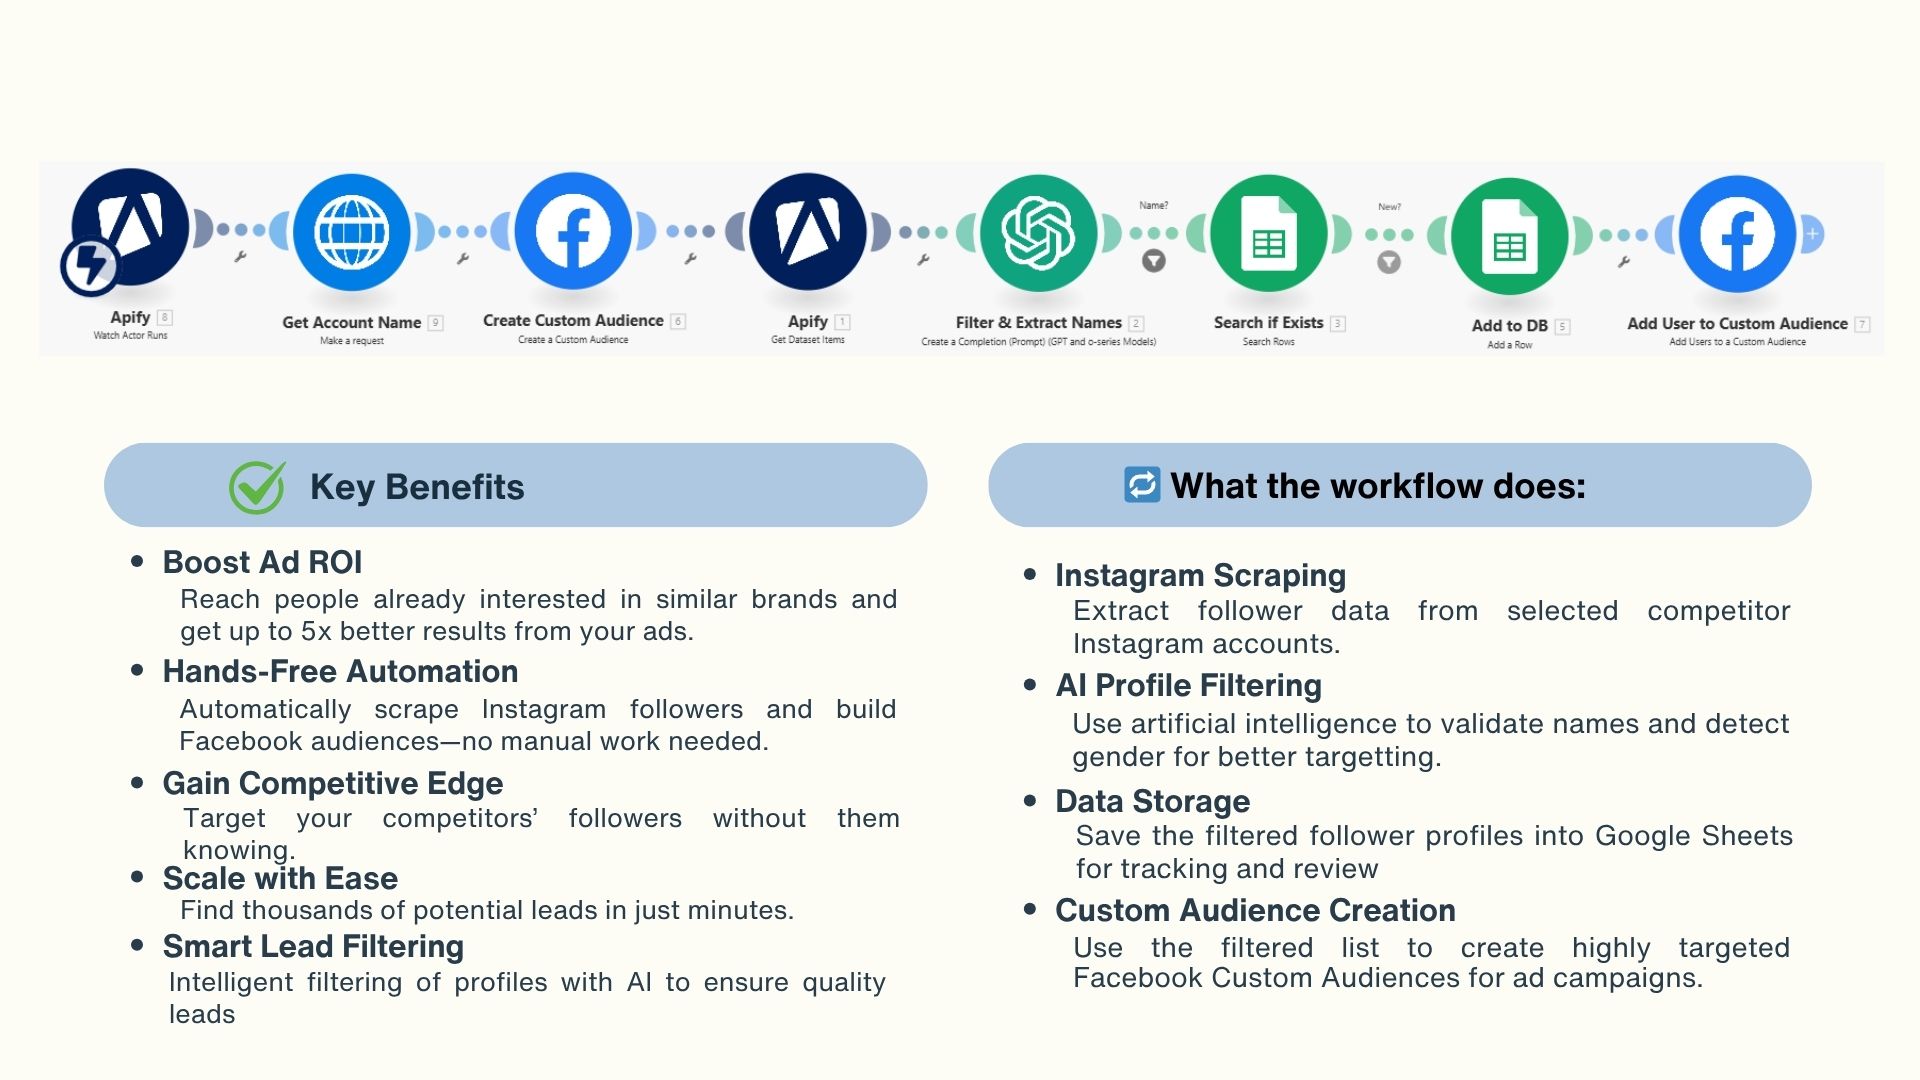 Name?
New?
Apify 8
Watch Actor Runs
Get Account Name 9
Make a request
Create Custom Audience 6
Create a Custom Audience
Apify 1
Get Dataset Items
Filter & Extract Names 2
Create a Completion (Prompt) (GPT and o-series Models)
Search if Exists 3
Search Rows
Add to DB 5
Add a Row
Add User to Custom Audience 7
Add Users to a Custom Audience
Key Benefits
• Boost Ad ROI
Reach people already interested in similar brands and
get up to 5x better results from your ads.
• Hands-Free Automation
Automatically scrape Instagram followers and build
Facebook audiences—no manual work needed.
• Gain Competitive Edge
Target your competitors’ followers without them
knowing.
• Scale with Ease
Find thousands of potential leads in just minutes.
• Smart Lead Filtering
Intelligent filtering of profiles with AI to ensure quality
leads
What the workflow does:
• Instagram Scraping
Extract follower data from selected competitor
Instagram accounts.
• AI Profile Filtering
Use artificial intelligence to validate names and detect
gender for better targetting.
• Data Storage
Save the filtered follower profiles into Google Sheets
for tracking and review
• Custom Audience Creation
Use the filtered list to create highly targeted
Facebook Custom Audiences for ad campaigns.